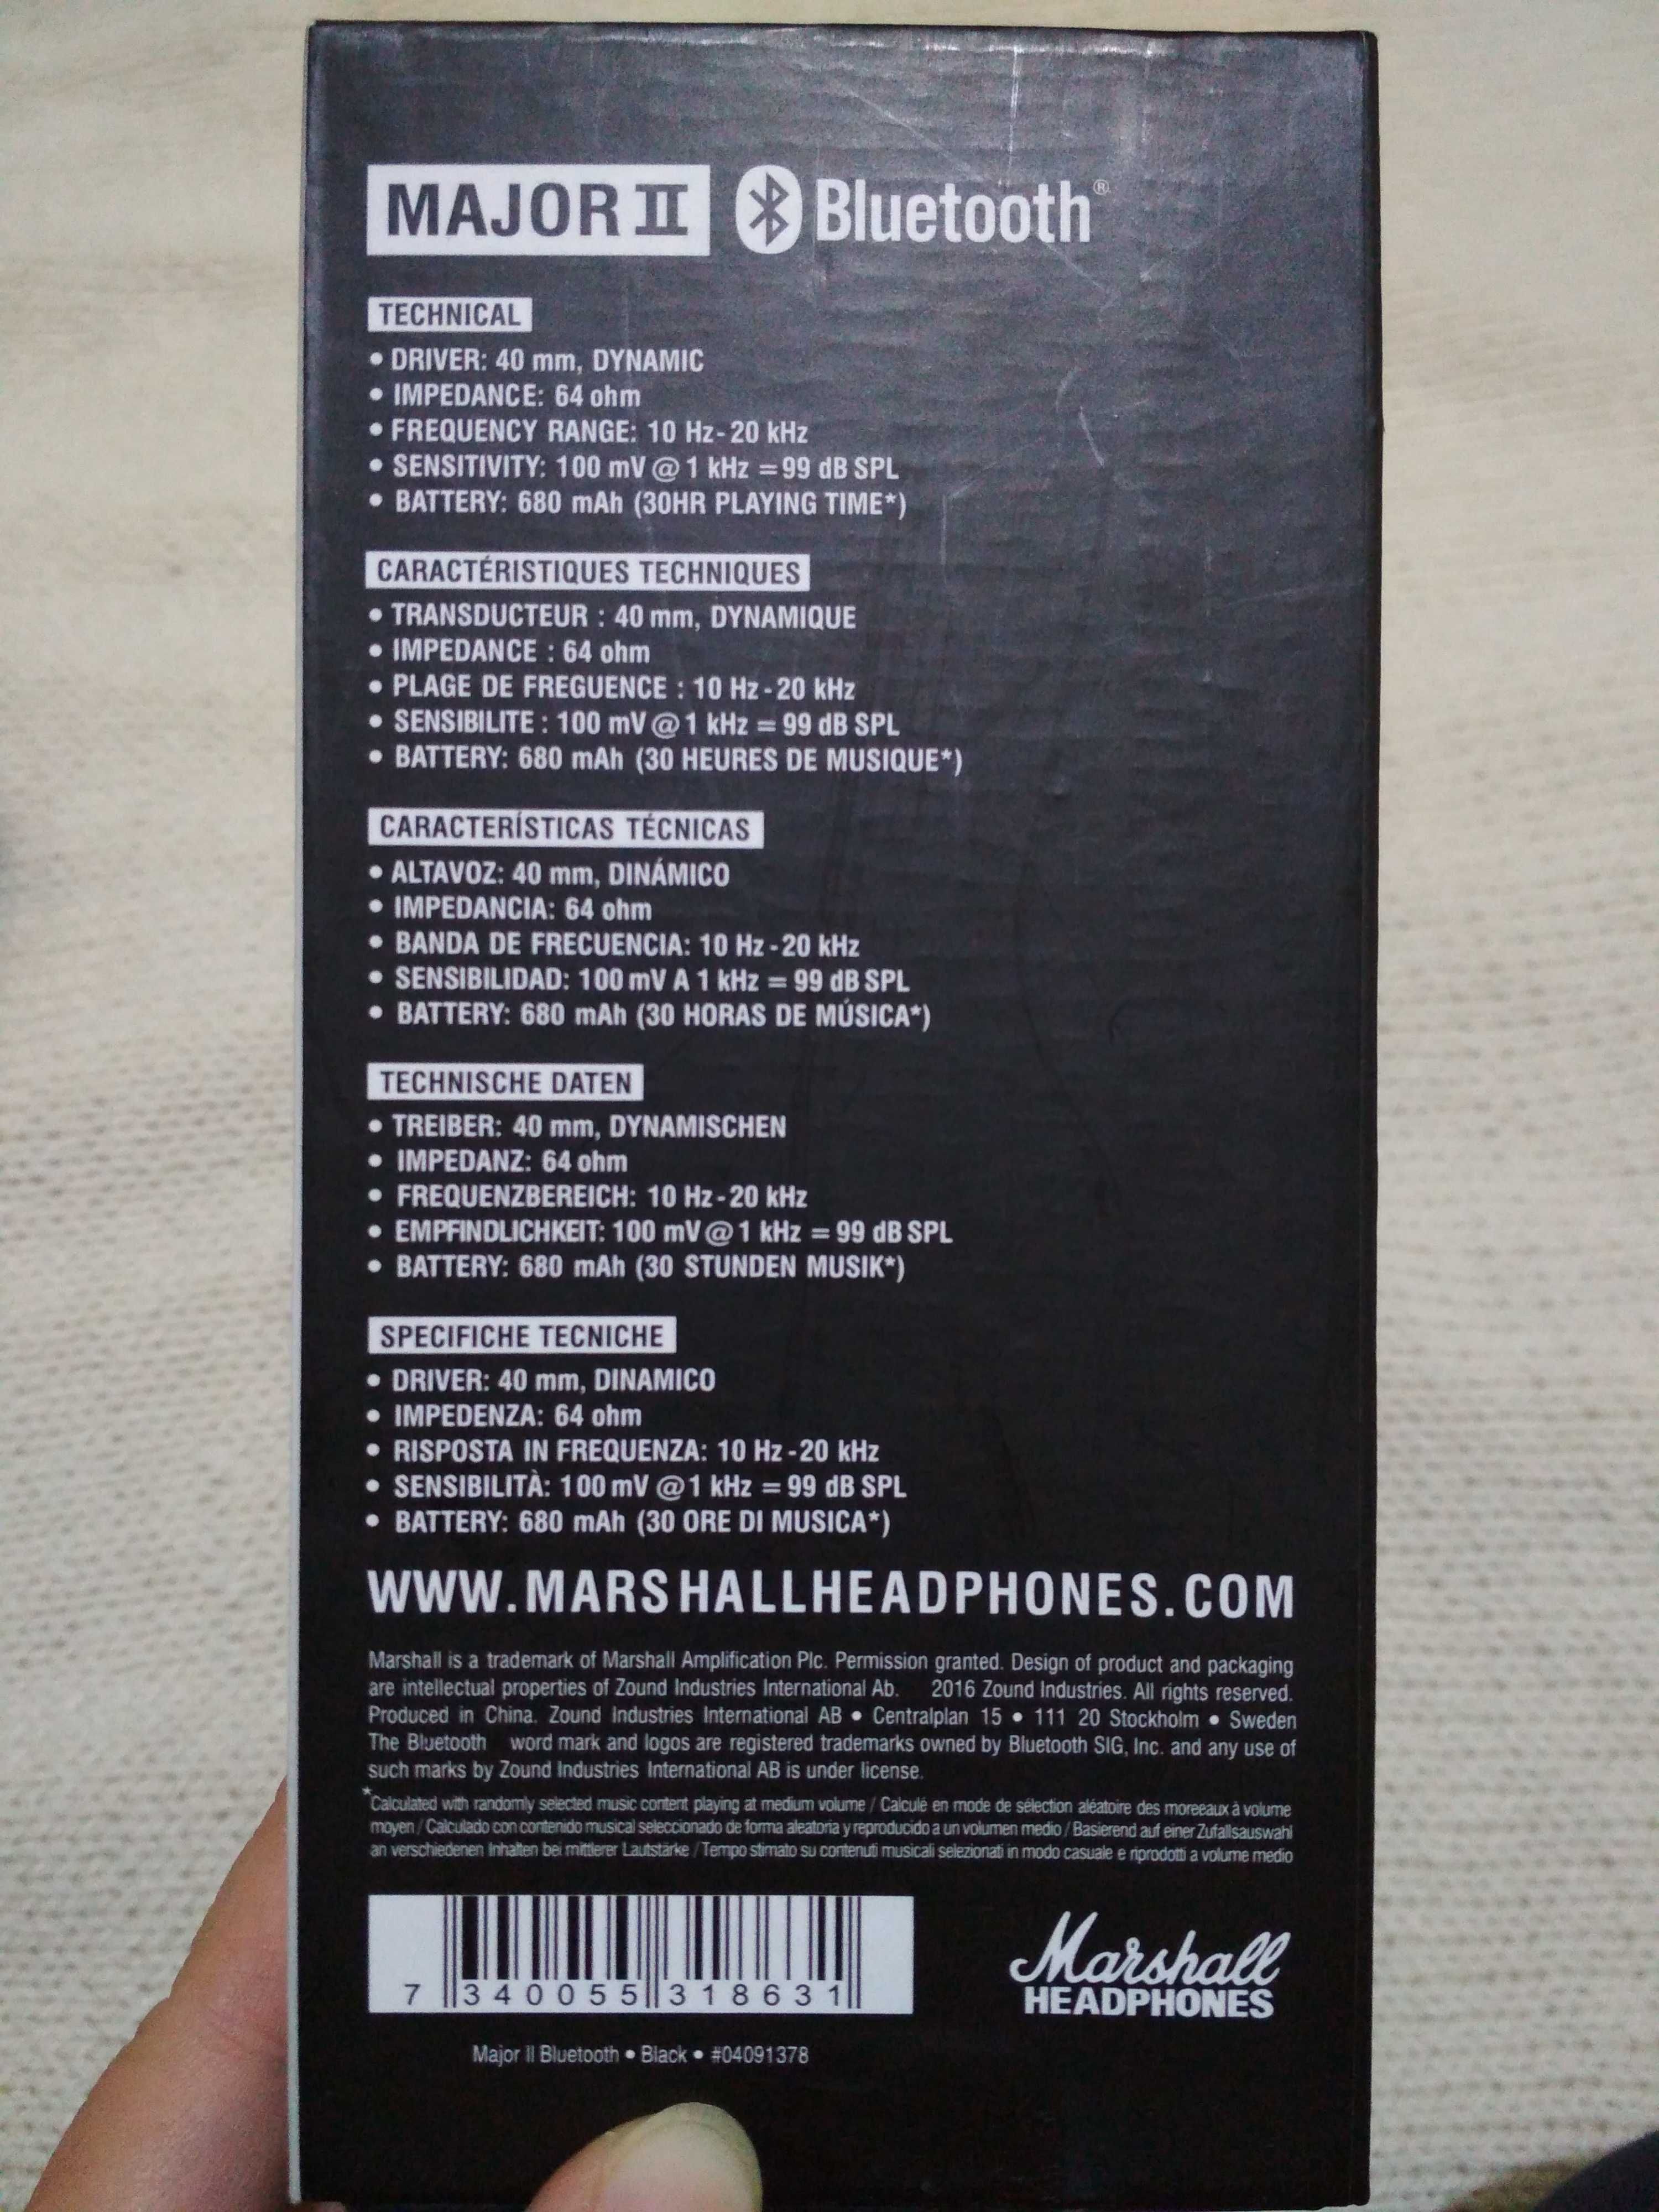 MAJOR II Bluetooth®
TECHNICAL
• DRIVER: 40 mm, DYNAMIC
• IMPEDANCE: 64 ohm
• FREQUENCY RANGE: 10 Hz- 20 kHz
• SENSITIVITY: 100 mV @ 1 kHz = 99 dB SPL
• BATTERY: 680 mAh (30HR PLAYING TIME*)
CARACTÉRISTIQUES TECHNIQUES
• TRANSDUCTEUR : 40 mm, DYNAMIQUE
• IMPEDANCE : 64 ohm
• PLAGE DE FREGUENCE : 10 Hz - 20 kHz
• SENSIBILITE : 100 mV @ 1 kHz = 99 dB SPL
• BATTERY: 680 mAh (30 HEURES DE MUSIQUE*)
CARACTERÍSTICAS TÉCNICAS
• ALTAVOZ: 40 mm, DINÁMICO
• IMPEDANCIA: 64 ohm
• BANDA DE FRECUENCIA: 10 Hz - 20 kHz
• SENSIBILIDAD: 100 mV A 1 kHz = 99 dB SPL
• BATTERY: 680 mAh (30 HORAS DE MÚSICA*)
TECHNISCHE DATEN
• TREIBER: 40 mm, DYNAMISCHEN
• IMPEDANZ: 64 ohm
• FREQUENZBEREICH: 10 Hz - 20 kHz
• EMPFINDLICHKEIT: 100 mV @ 1 kHz = 99 dB SPL
• BATTERY: 680 mAh (30 STUNDEN MUSIK*)
SPECIFICHE TECNICHE
• DRIVER: 40 mm, DINAMICO
• IMPEDENZA: 64 ohm
• RISPOSTA IN FREQUENZA: 10 Hz - 20 kHz
• SENSIBILITÀ: 100 mV @ 1 kHz = 99 dB SPL
• BATTERY: 680 mAh (30 ORE DI MUSICA*)
WWW.MARSHALLHEADPHONES.COM
Marshall is a trademark of Marshall Amplification Plc. Permission granted. Design of product and packaging
are intellectual properties of Zound Industries International Ab. 2016 Zound Industries. All rights reserved.
Produced in China. Zound Industries International AB • Centralplan 15 • 111 20 Stockholm • Sweden
The Bluetooth word mark and logos are registered trademarks owned by Bluetooth SIG, Inc. and any use of
such marks by Zound Industries International AB is under license.
*Calculated with randomly selected music content playing at medium volume / Calculé en mode de sélection aléatoire des moreeaux à volume
moyen / Calculado con contenido musical seleccionado de forma aleatoria y reproducido a un volumen medio / Basierend auf einer Zufallsauswahl
an verschiedenen Inhalten bei mittlerer Lautstärke / Tempo stimato su contenuti musicali selezionati in modo casuale e riprodotti a volume medio
7 340055 318631
Marshall
HEADPHONES
Major II Bluetooth • Black • #04091378